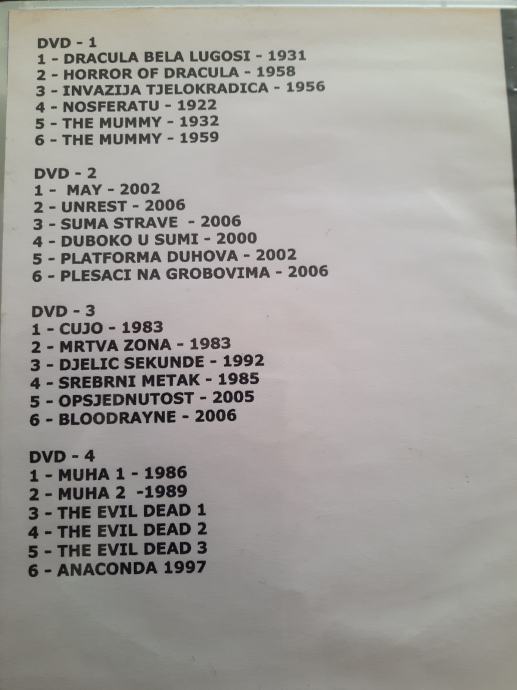 DVD - 1
1 - DRACULA BELA LUGOSI - 1931
2 - HORROR OF DRACULA - 1958
3 - INVAZIJA TJELOKRADICA - 1956
4 - NOSFERATU - 1922
5 - THE MUMMY - 1932
6 - THE MUMMY - 1959
DVD - 2
1 - MAY - 2002
2 - UNREST - 2006
3 - SUMA STRAVE - 2006
4 - DUBOKO U SUMI - 2000
5 - PLATFORMA DUHOVA - 2002
6 - PLESACI NA GROBOVIMA - 2006
DVD - 3
1 - CUJO - 1983
2 - MRTVA ZONA - 1983
3 - DJELIC SEKUNDE - 1992
4 - SREBRNI METAK - 1985
5 - OPSJEDNUTOST - 2005
6 - BLOODRAYNE - 2006
DVD - 4
1 - MUHA 1 - 1986
2 - MUHA 2 -1989
3 - THE EVIL DEAD 1
4 - THE EVIL DEAD 2
5 - THE EVIL DEAD 3
6 - ANACONDA 1997